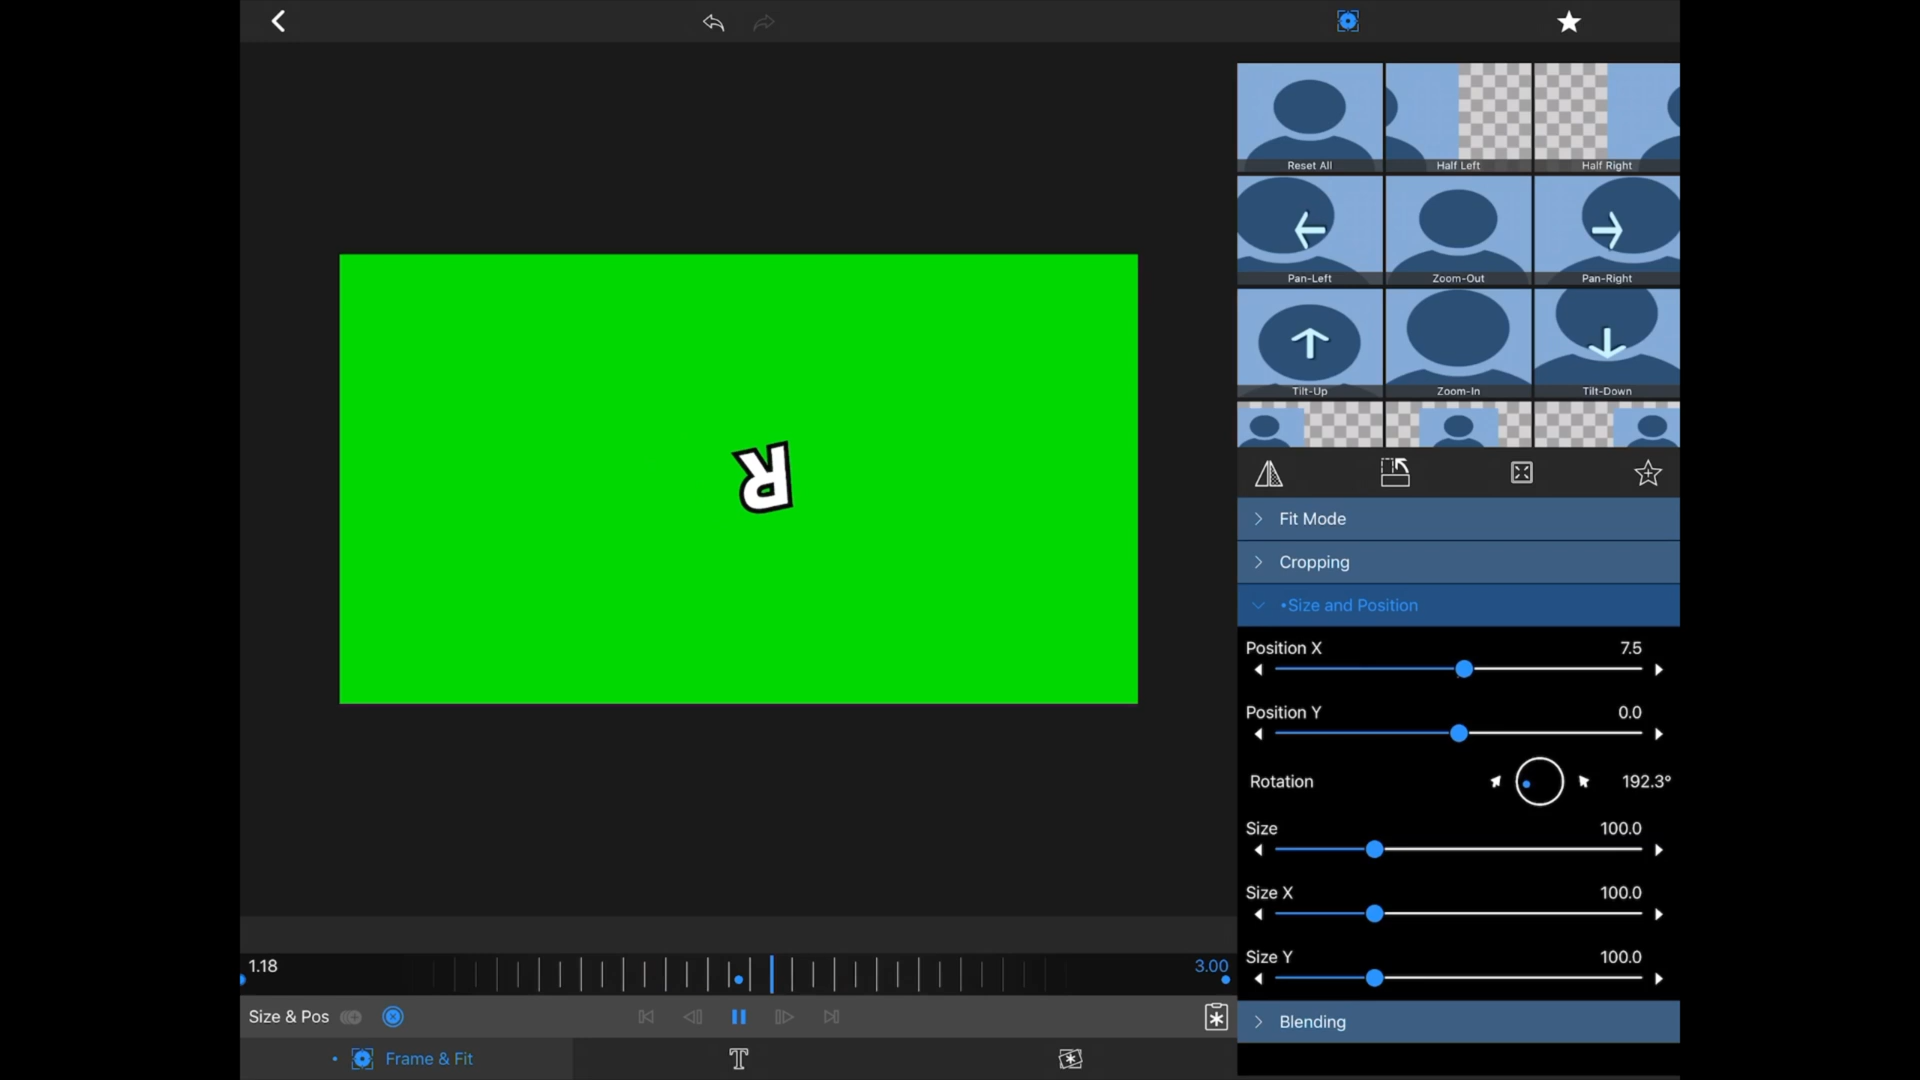 Reset All
Half Left
Half Right
Pan-Left
Zoom-Out
Pan-Right
Tilt-Up
Zoom-In
Tilt-Down
R
Fit Mode
Cropping
•Size and Position
Position X 7.5
Position Y 0.0
Rotation 192.3°
Size 100.0
Size X 100.0
Size Y 100.0
Blending
1.18 3.00
Size & Pos
• Frame & Fit
T